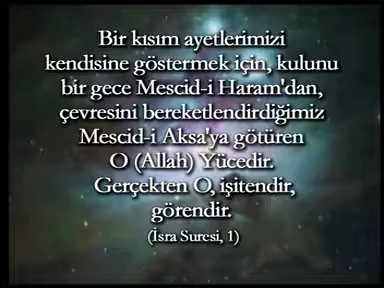 Bir kısım ayetlerimizi
kendisine göstermek için, kulunu
bir gece Mescid-i Haram'dan,
çevresini bereketlendirdiğimiz
Mescid-i Aksa'ya götüren
O (Allah) Yücedir.
Gerçekten O, işitendir,
görendir.
(İsra Suresi, 1)